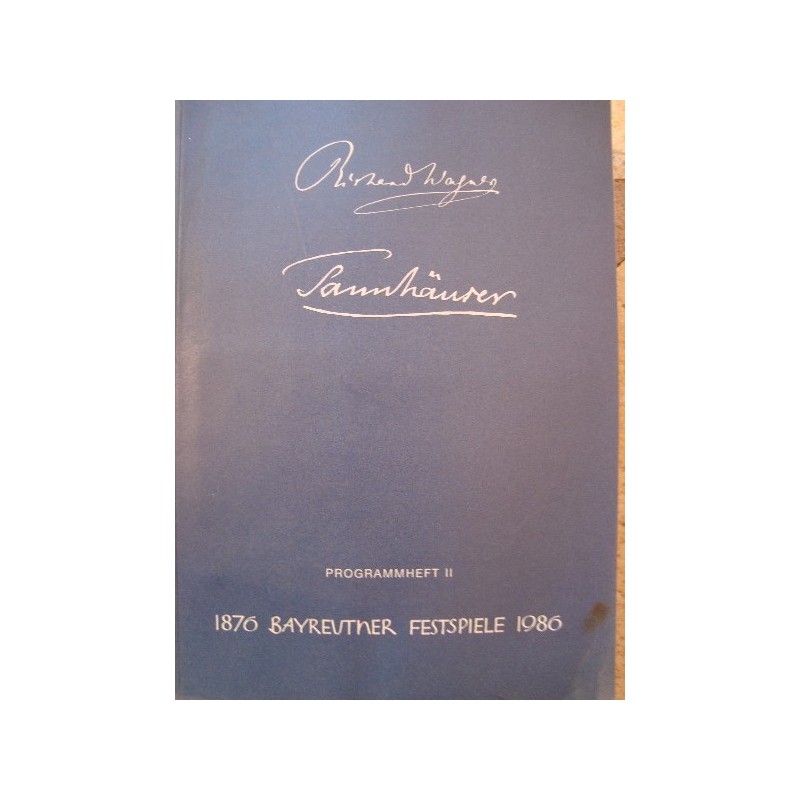 Richard Wagner
Tannhäuser
PROGRAMMHEFT II
1876 BAYREUTHER FESTSPIELE 1986